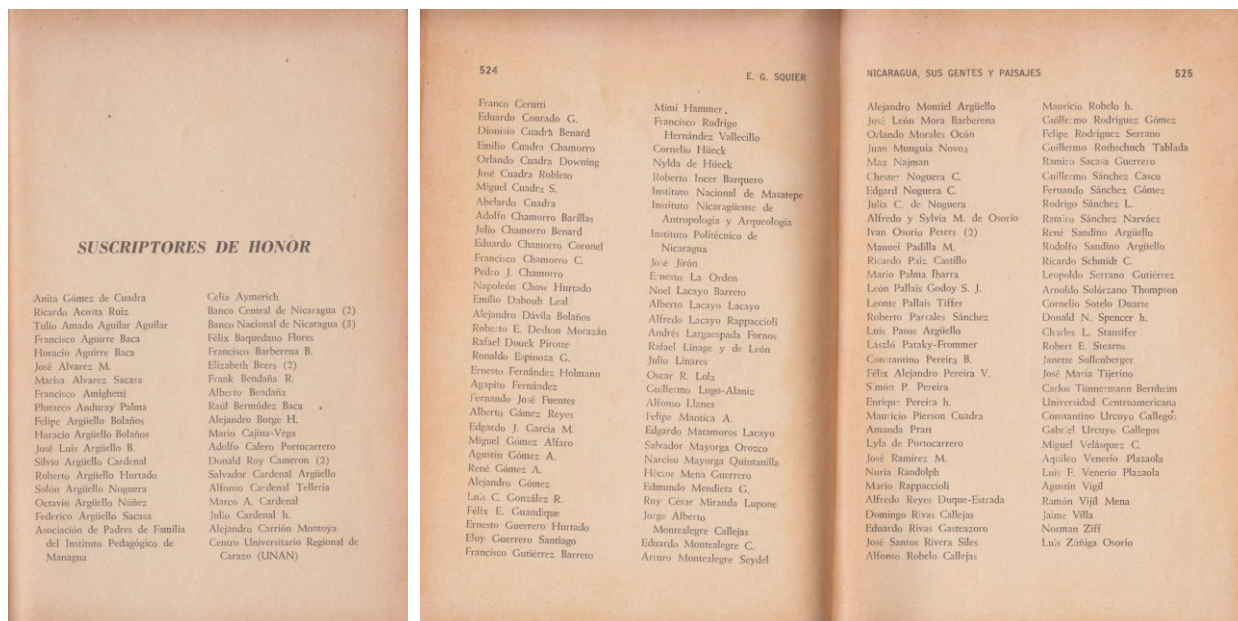 SUSCRIPTORES DE HONOR
Anita Gómez de Cuadra
Ricardo Acosta Ruiz
Tulio Amado Aguilar Aguilar
Francisco Aguirre Baca
Horacio Aguirre Baca
José Alvarez M.
Marisa Alvarez Sacasa
Francisco Amighetti
Plutarco Anduray Palma
Felipe Argüello Bolaños
Horacio Argüello Bolaños
José Luis Argüello B.
Silvio Argüello Cardenal
Roberto Argüello Hurtado
Solón Argüello Noguera
Octavio Argüello Núñez
Federico Argüello Sacasa
Asociación de Padres de Familia
del Instituto Pedagógico de
Managua
Celia Aymerich
Banco Central de Nicaragua (2)
Banco Nacional de Nicaragua (3)
Félix Baquedano Flores
Francisco Barberena B.
Elizabeth Beers (2)
Frank Bendaña R.
Alberto Bendaña
Raúl Bermúdez Baca
Alejandro Borge H.
Mario Cajina-Vega
Adolfo Calero Portocarrero
Donald Roy Cameron (2)
Salvador Cardenal Argüello
Alfonso Cardenal Tellería
Marco A. Cardenal
Julio Cardenal h.
Alejandro Carrión Montoya
Centro Universitario Regional de
Carazo (UNAN)
524
E. G. SQUIER
Franco Cerutti
Eduardo Conrado G.
Dionisio Cuadra Benard
Emilio Cuadra Chamorro
Orlando Cuadra Downing
José Cuadra Robleto
Miguel Cuadra S.
Abelardo Cuadra
Adolfo Chamorro Barillas
Julio Chamorro Benard
Eduardo Chamorro Coronel
Francisco Chamorro C.
Pedro J. Chamorro
Napoleón Chow Hurtado
Emilio Daboub Leal
Alejandro Dávila Bolaños
Roberto E. Deshon Morazán
Rafael Douck Pirotte
Ronaldo Espinoza G.
Ernesto Fernández Holmann
Agapito Fernández
Fernando José Fuentes
Alberto Gámez Reyes
Edgardo J. García M.
Miguel Gómez Alfaro
Agustín Gómez A.
René Gómez A.
Alejandro Gómez
Luis C. González R.
Félix E. Guandique
Ernesto Guerrero Hurtado
Eloy Guerrero Santiago
Francisco Gutiérrez Barreto
Mimí Hammer
Francisco Rodrigo
Hernández Vallecillo
Cornelio Hüeck
Nylda de Hüeck
Roberto Incer Barquero
Instituto Nacional de Masatepe
Instituto Nicaragüense de
Antropología y Arqueología
Instituto Politécnico de
Nicaragua
José Jirón
Ernesto La Orden
Noel Lacayo Barreto
Alberto Lacayo Lacayo
Alfredo Lacayo Rappaccioli
Andrés Largaespada Fornos
Rafael Linage y de León
Julio Linares
Oscar R. Lola
Guillermo Lugo-Alaniz
Alfonso Llanes
Felipe Mantica A.
Edgardo Matamoros Lacayo
Salvador Mayorga Orozco
Narciso Mayorga Quintanilla
Héctor Mena Guerrero
Edmundo Mendieta G.
Ruy César Miranda Lupone
Jorge Alberto
Montealegre Callejas
Eduardo Montealegre C.
Arturo Montealegre Seydel
NICARAGUA, SUS GENTES Y PAISAJES
525
Alejandro Montiel Argüello
José León Mora Barberena
Orlando Morales Ocón
Juan Munguía Novoa
Max Najman
Chester Noguera C.
Edgard Noguera C.
Julia C. de Noguera
Alfredo y Sylvia M. de Osorio
Ivan Osorio Peters (2)
Manuel Padilla M.
Ricardo Paiz Castillo
Mario Palma Ibarra
León Pallais Godoy S. J.
Leonte Pallais Tiffer
Roberto Parrales Sánchez
Luis Pasos Argüello
László Pataky-Frommer
Constantino Pereira B.
Félix Alejandro Pereira V.
Simón P. Pereira
Enrique Pereira h.
Mauricio Pierson Cuadra
Amanda Pratt
Lyla de Portocarrero
José Ramírez M.
Nuria Randolph
Mario Rappaccioli
Alfredo Reyes Duque-Estrada
Domingo Rivas Callejas
Eduardo Rivas Gasteazoro
José Santos Rivera Siles
Alfonso Robelo Callejas
Mauricio Robelo h.
Guillermo Rodríguez Gómez
Felipe Rodríguez Serrano
Guillermo Rothschuch Tablada
Ramiro Sacasa Guerrero
Guillermo Sánchez Casco
Fernando Sánchez Gómez
Rodrigo Sánchez L.
Ramiro Sánchez Narváez
René Sandino Argüello
Rodolfo Sandino Argüello
Ricardo Schmidt C.
Leopoldo Serrano Gutiérrez
Arnoldo Solórzano Thompson
Cornelio Sotelo Duarte
Donald N. Spencer h.
Charles L. Stansifer
Robert E. Stearns
Janette Sullenberger
José María Tijerino
Carlos Tünnermann Bernheim
Universidad Centroamericana
Constantino Urcuyo Gallegos
Gabriel Urcuyo Gallegos
Miguel Velásquez C.
Aquileo Venerio Plazaola
Luis F. Venerio Plazaola
Agustín Vigil
Ramón Vijil Mena
Jaime Villa
Norman Ziff
Luis Zúñiga Osorio